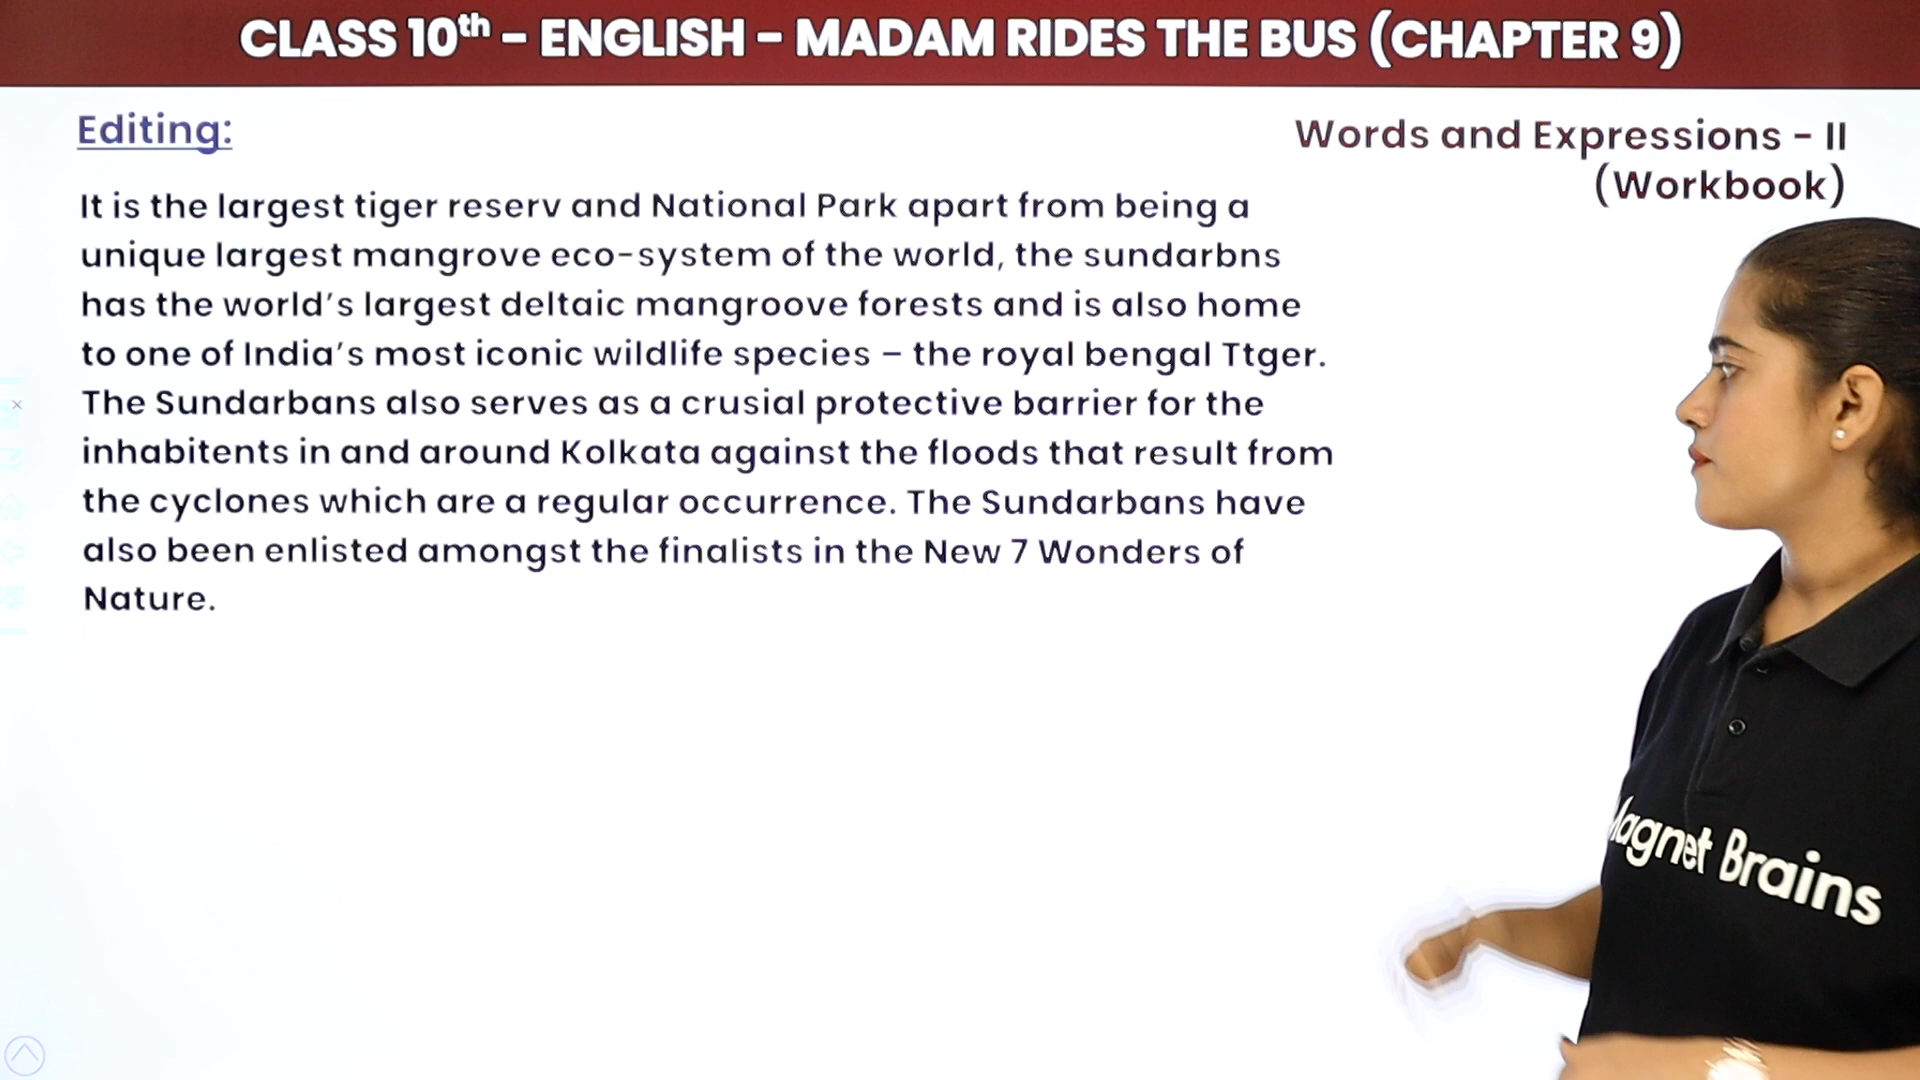 CLASS 10th - ENGLISH - MADAM RIDES THE BUS (CHAPTER 9)
Editing:
Words and Expressions - II
(Workbook)
It is the largest tiger reserv and National Park apart from being a
unique largest mangrove eco-system of the world, the sundarbns
has the world's largest deltaic mangroove forests and is also home
to one of India's most iconic wildlife species – the royal bengal Ttger.
The Sundarbans also serves as a crusial protective barrier for the
inhabitents in and around Kolkata against the floods that result from
the cyclones which are a regular occurrence. The Sundarbans have
also been enlisted amongst the finalists in the New 7 Wonders of
Nature.
Magnet Brains